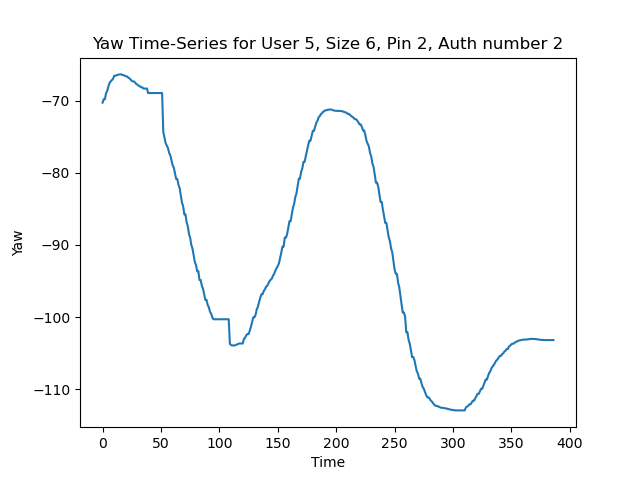 Yaw Time-Series for User 5, Size 6, Pin 2, Auth number 2
−70
−80
−90
−100
−110
Yaw
0 50 100 150 200 250 300 350 400
Time